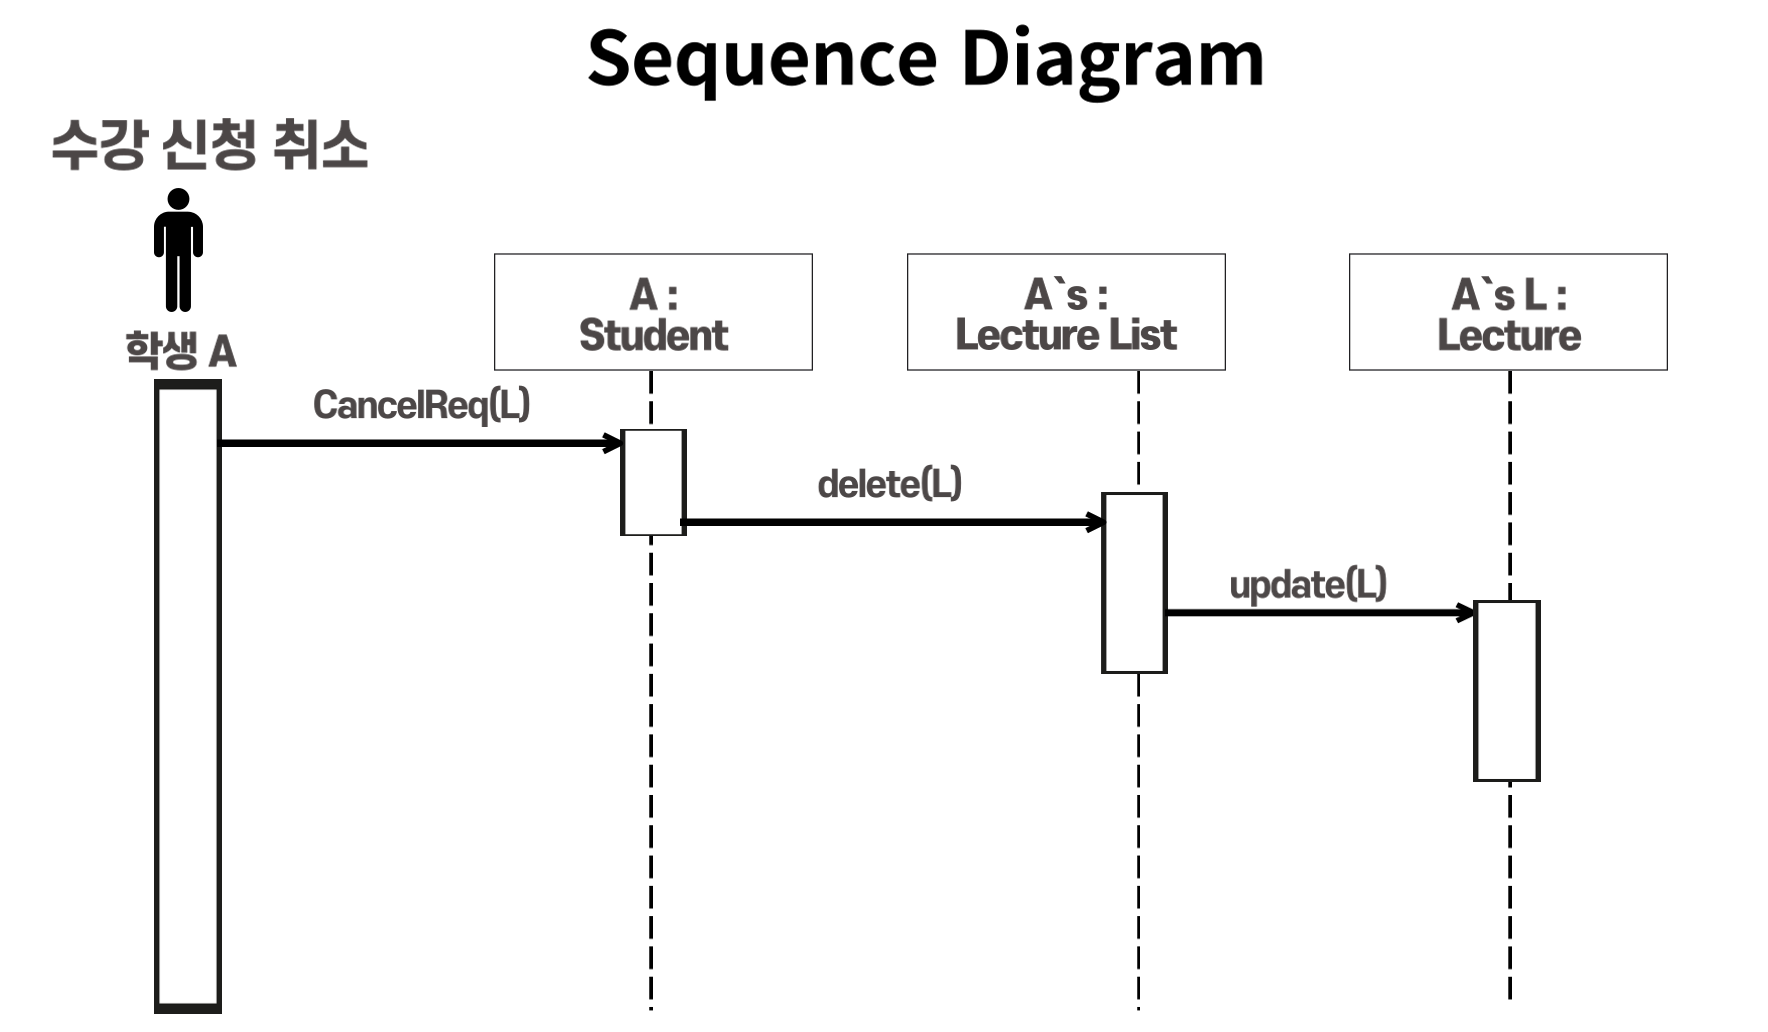 Sequence Diagram
수강 신청 취소
학생 A
A :
Student
A`s :
Lecture List
A`s L :
Lecture
CancelReq(L)
delete(L)
update(L)